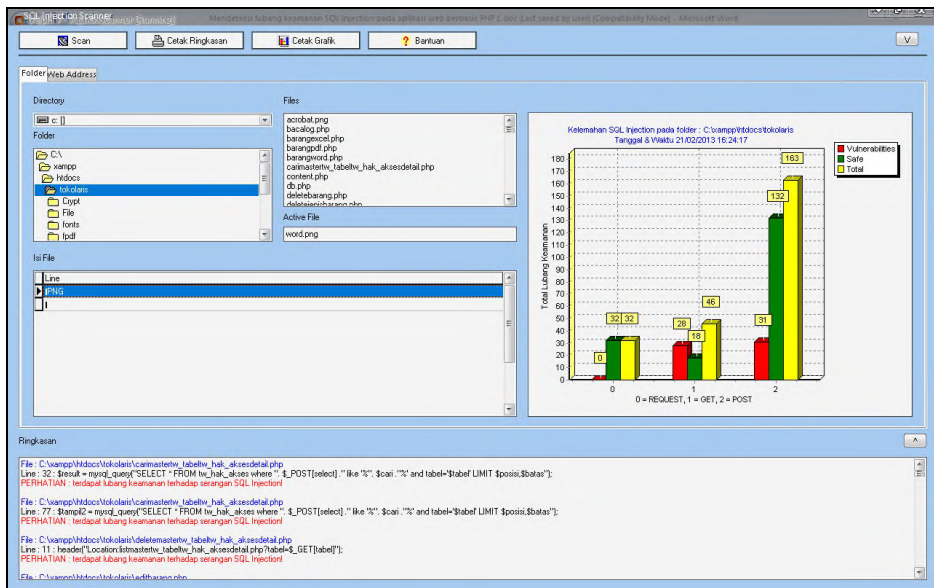 SQL Injection Scanner
Mendeteksi lubang keamanan SQL Injection pada aplikasi web berbasis PHP 2.doc (Last saved by user) [Compatibility Mode] - Microsoft Word
Scan
Cetak Ringkasan
Cetak Grafik
Bantuan
V
Folder
Web Address
Directory
c: []
Folder
C:\
xampp
htdocs
tokolaris
Crypt
File
fonts
fpdf
Files
acrobat.png
bacalog.php
barangexcel.php
barangpdf.php
barangword.php
carimastertw_tabeltw_hak_aksesdetail.php
content.php
db.php
deletebarang.php
deletejenisbarang.php
Active File
word.png
Isi File
Line
PNG
Kelemahan SQL Injection pada folder : C:\xampp\htdocs\tokolaris
Tanggal & Waktu 21/02/2013 16:24:17
Total Lubang Keamanan
180
170
160
150
140
130
120
110
100
90
80
70
60
50
40
30
20
10
0
0
32
32
28
18
46
31
132
163
0
1
2
0 = REQUEST, 1 = GET, 2 = POST
Vulnerabilities
Safe
Total
Ringkasan
^
File : C:\xampp\htdocs\tokolaris\carimastertw_tabeltw_hak_aksesdetail.php
Line : 32 : $result = mysql_query("SELECT * FROM tw_hak_akses where ". $_POST[select] ." like '%". $cari ."%' and tabel='$tabel' LIMIT $posisi,$batas");
PERHATIAN : terdapat lubang keamanan terhadap serangan SQL Injection!
File : C:\xampp\htdocs\tokolaris\carimastertw_tabeltw_hak_aksesdetail.php
Line : 77 : $tampil2 = mysql_query("SELECT * FROM tw_hak_akses where ". $_POST[select] ." like '%". $cari ."%' and tabel='$tabel' LIMIT $posisi,$batas");
PERHATIAN : terdapat lubang keamanan terhadap serangan SQL Injection!
File : C:\xampp\htdocs\tokolaris\deletemastertw_tabeltw_hak_aksesdetail.php
Line : 11 : header("Location:listmastertw_tabeltw_hak_aksesdetail.php?tabel=$_GET[tabel]");
PERHATIAN : terdapat lubang keamanan terhadap serangan SQL Injection!
File : C:\xampp\htdocs\tokolaris\editbarang.php